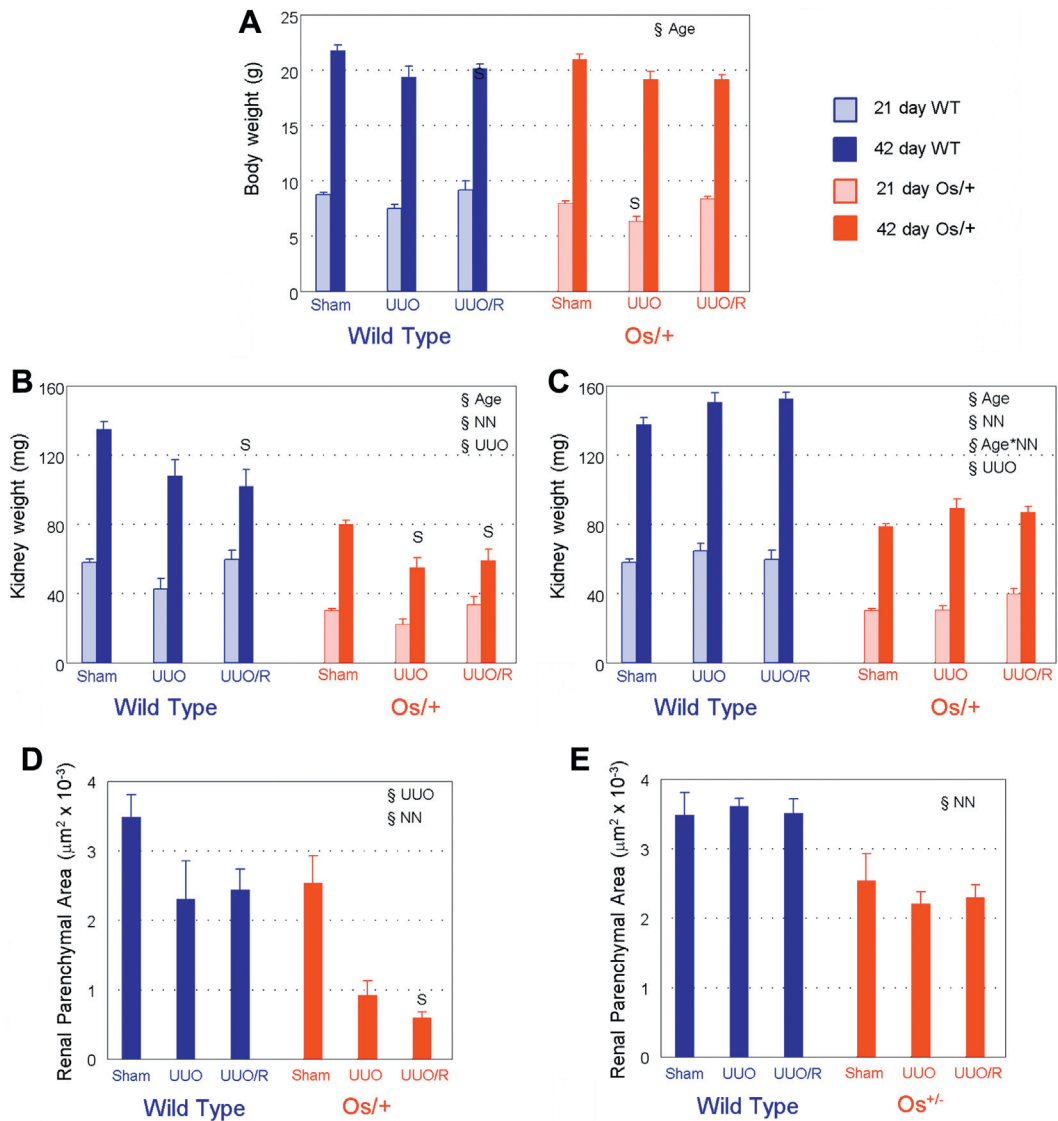 A
Body weight (g)
25
20
15
10
5
0
§ Age
S
S
Sham UUO UUO/R Sham UUO UUO/R
Wild Type Os/+
21 day WT
42 day WT
21 day Os/+
42 day Os/+
B
Kidney weight (mg)
160
120
80
40
0
§ Age
§ NN
§ UUO
S
S S
Sham UUO UUO/R Sham UUO UUO/R
Wild Type Os/+
C
Kidney weight (mg)
160
120
80
40
0
§ Age
§ NN
§ Age*NN
§ UUO
Sham UUO UUO/R Sham UUO UUO/R
Wild Type Os/+
D
Renal Parenchymal Area (µm² x 10⁻³)
4
3
2
1
0
§ UUO
§ NN
S
Sham UUO UUO/R Sham UUO UUO/R
Wild Type Os/+
E
Renal Parenchymal Area (µm² x 10⁻³)
4
3
2
1
0
§ NN
Sham UUO UUO/R Sham UUO UUO/R
Wild Type Os⁺/⁻